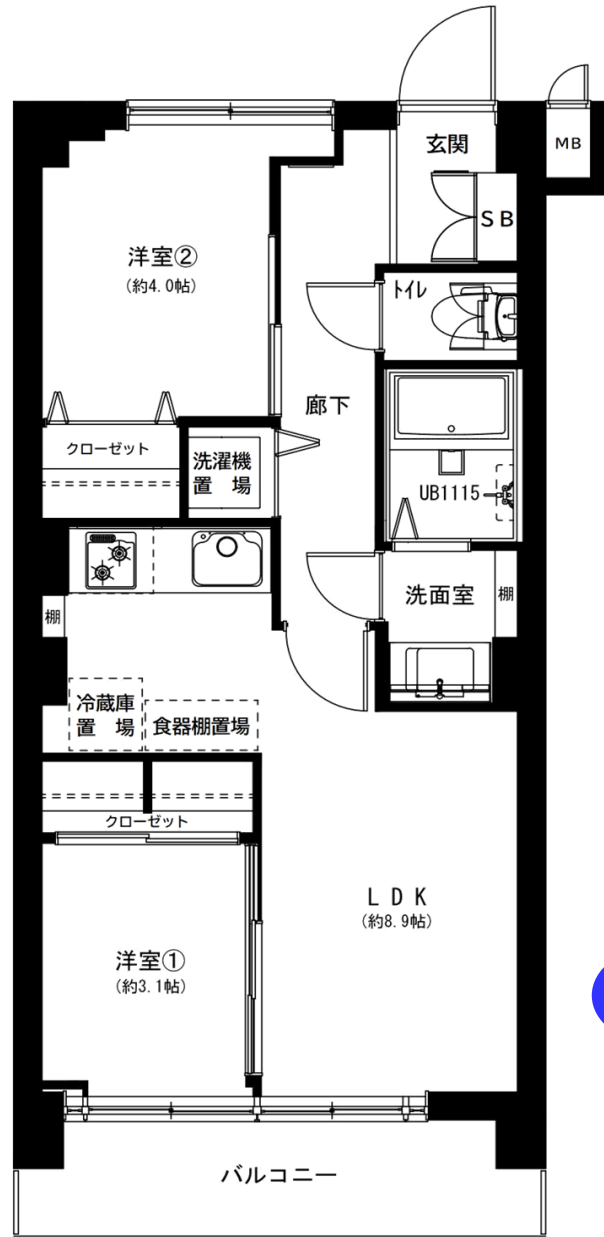 玄関
MB
SB
洋室②
(約4.0帖)
トイレ
廊下
クローゼット
洗濯機
置場
UB1115
洗面室
棚
棚
冷蔵庫
置場
食器棚置場
クローゼット
LDK
(約8.9帖)
洋室①
(約3.1帖)
バルコニー